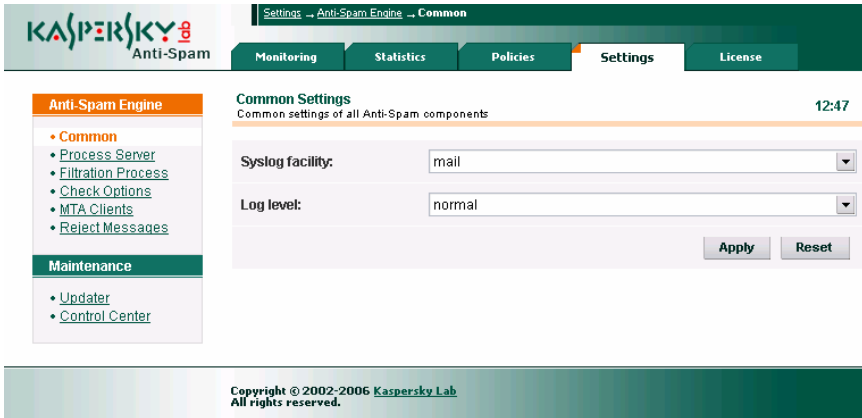 Settings → Anti-Spam Engine → Common
KASPERSKY lab
Anti-Spam
Monitoring
Statistics
Policies
Settings
License
Anti-Spam Engine
• Common
• Process Server
• Filtration Process
• Check Options
• MTA Clients
• Reject Messages
Maintenance
• Updater
• Control Center
Common Settings
12:47
Common settings of all Anti-Spam components
Syslog facility:
mail
Log level:
normal
Apply
Reset
Copyright © 2002-2006 Kaspersky Lab
All rights reserved.